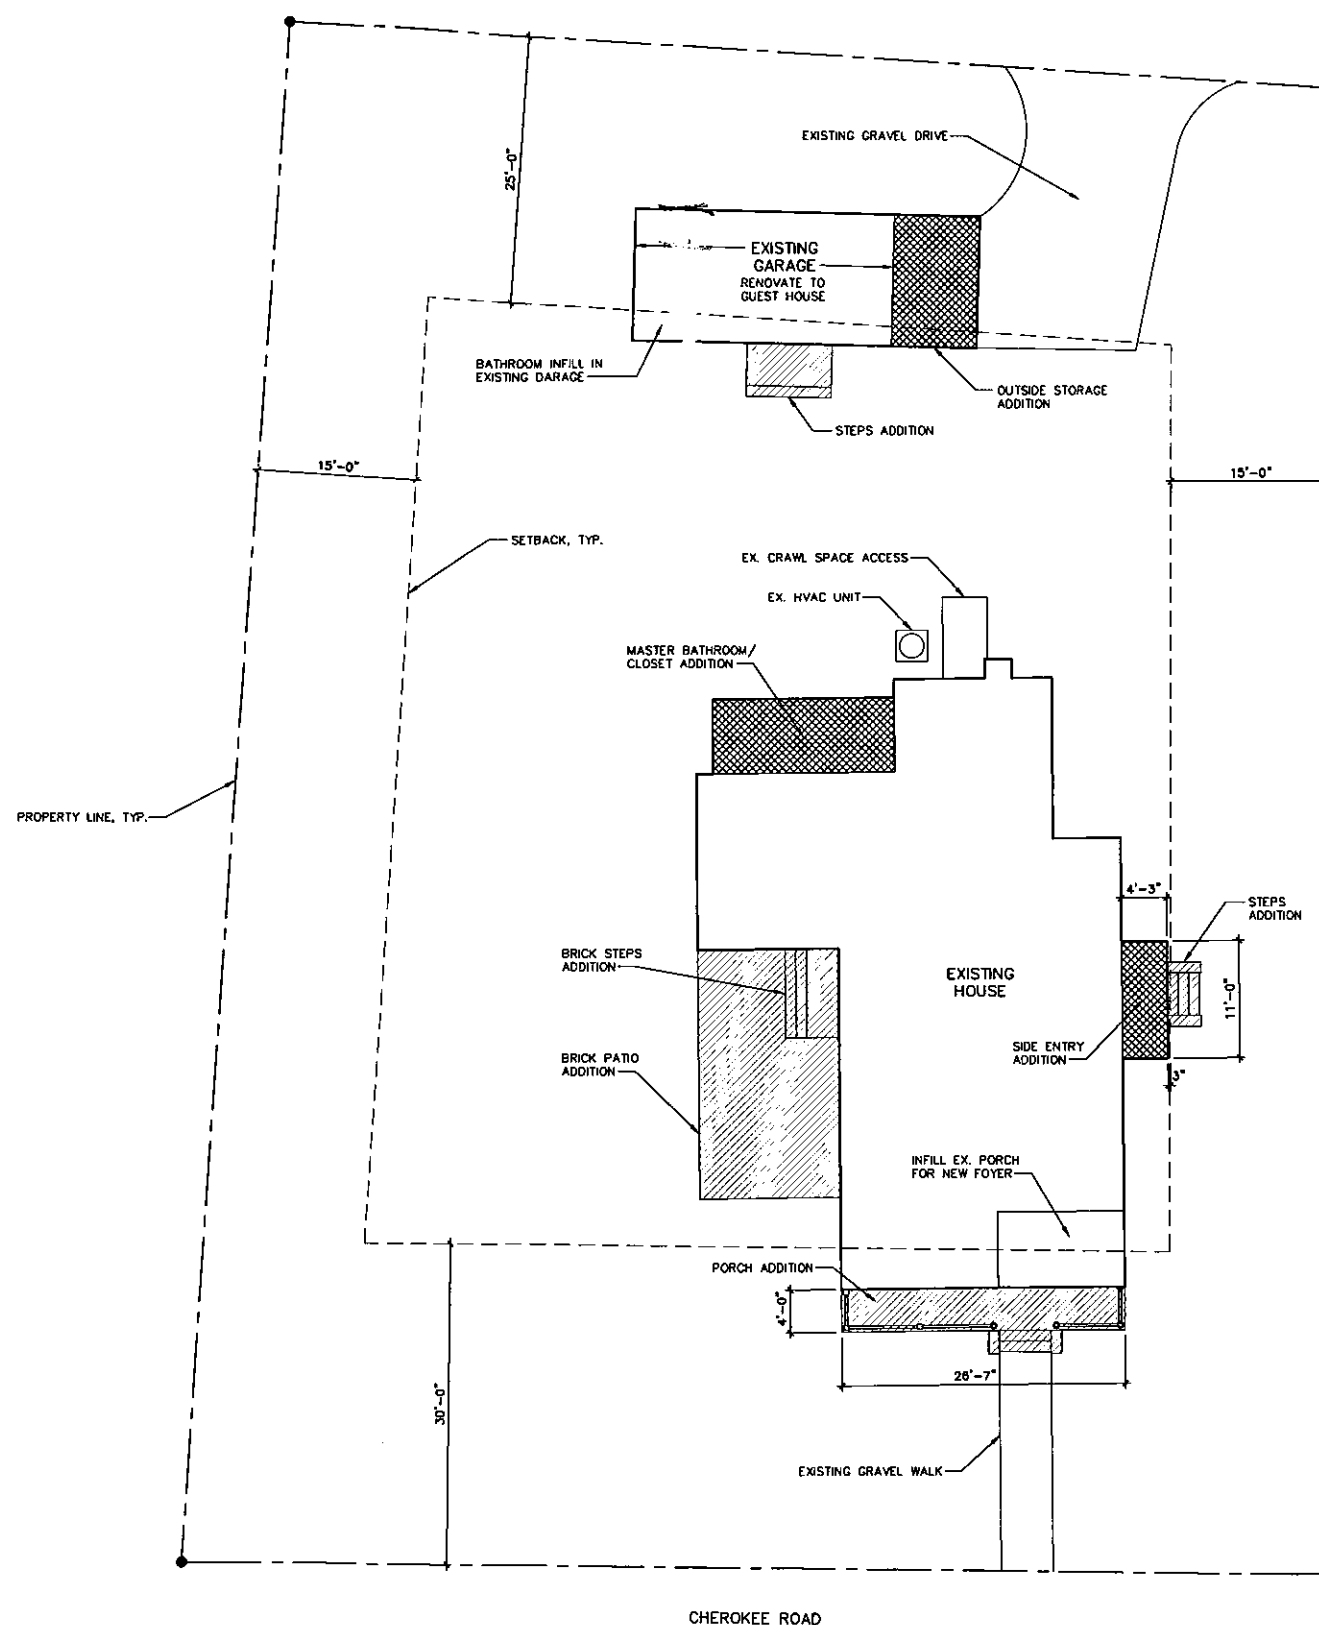 EXISTING GRAVEL DRIVE
25'-0"
EXISTING
GARAGE
RENOVATE TO
GUEST HOUSE
BATHROOM INFILL IN
EXISTING DARAGE
OUTSIDE STORAGE
ADDITION
STEPS ADDITION
15'-0"
15'-0"
SETBACK, TYP.
EX. CRAWL SPACE ACCESS
EX. HVAC UNIT
MASTER BATHROOM/
CLOSET ADDITION
PROPERTY LINE, TYP.
4'-3"
STEPS
ADDITION
BRICK STEPS
ADDITION
EXISTING
HOUSE
11'-0"
SIDE ENTRY
ADDITION
BRICK PATIO
ADDITION
3"
INFILL EX. PORCH
FOR NEW FOYER
PORCH ADDITION
4'-0"
26'-7"
30'-0"
EXISTING GRAVEL WALK
CHEROKEE ROAD